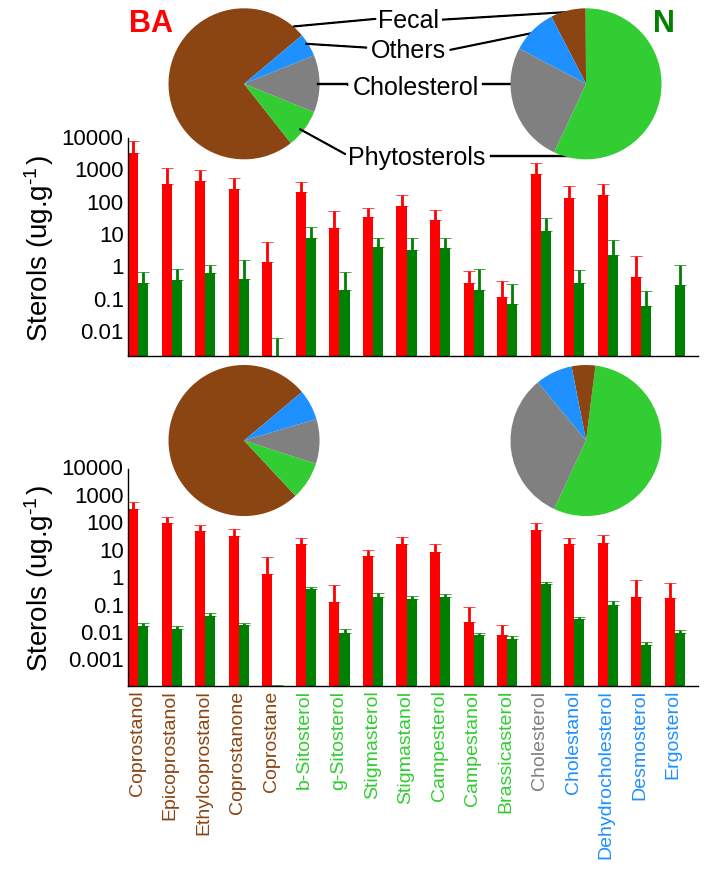 BA
Fecal
N
Others
Cholesterol
Phytosterols
Sterols (ug.g-1)
10000
1000
100
10
1
0.1
0.01
Sterols (ug.g-1)
10000
1000
100
10
1
0.1
0.01
0.001
Coprostanol
Epicoprostanol
Ethylcoprostanol
Coprostanone
Coprostane
b-Sitosterol
g-Sitosterol
Stigmasterol
Stigmastanol
Campesterol
Campestanol
Brassicasterol
Cholesterol
Cholestanol
Dehydrocholesterol
Desmosterol
Ergosterol